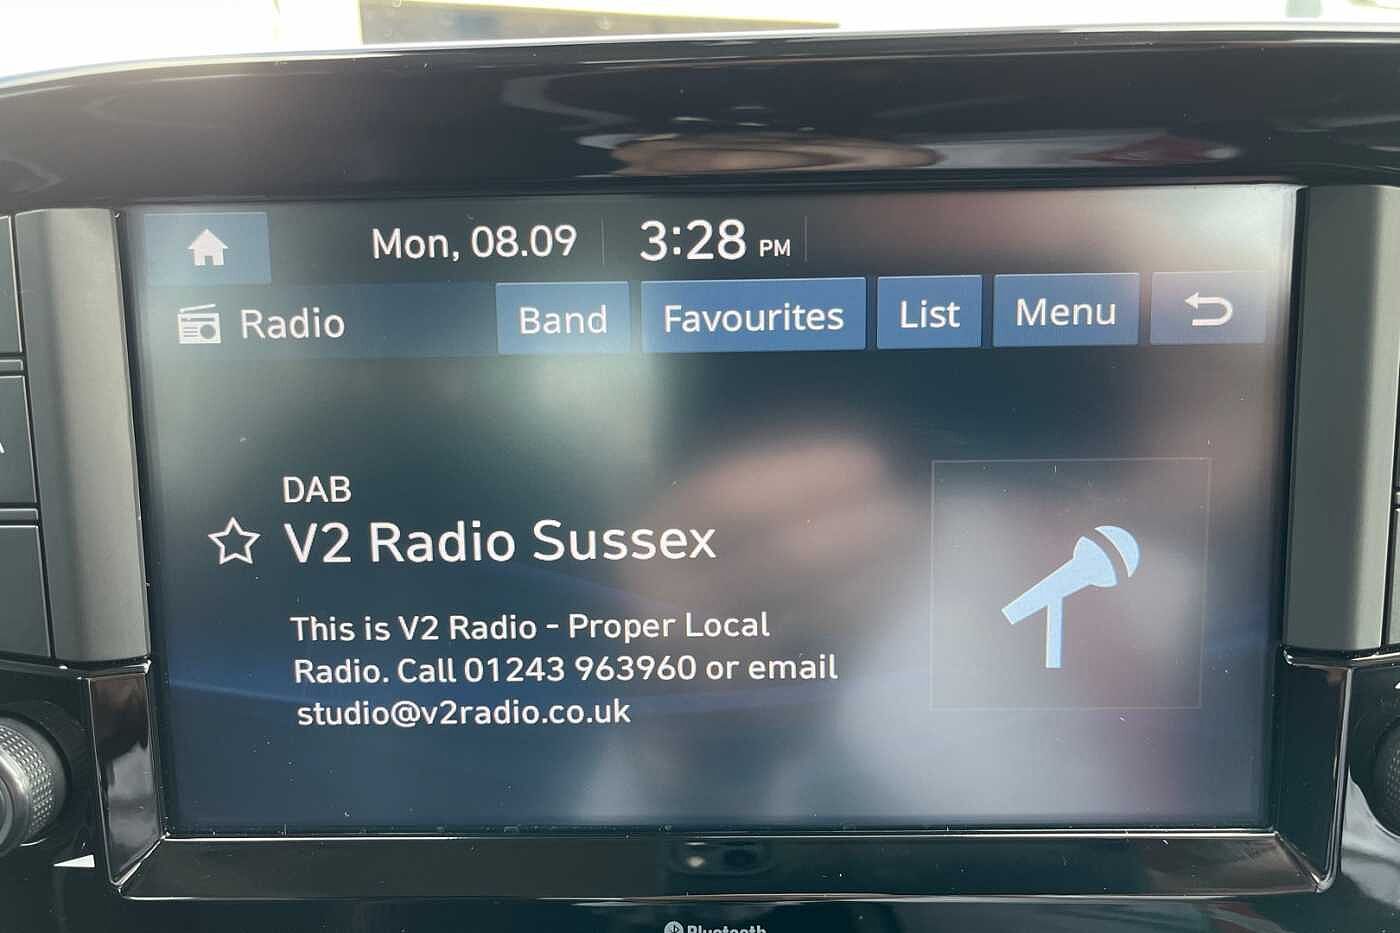 Mon, 08.09 3:28 PM
Radio Band Favourites List Menu
DAB
V2 Radio Sussex
This is V2 Radio - Proper Local
Radio. Call 01243 963960 or email
studio@v2radio.co.uk
Bluetooth